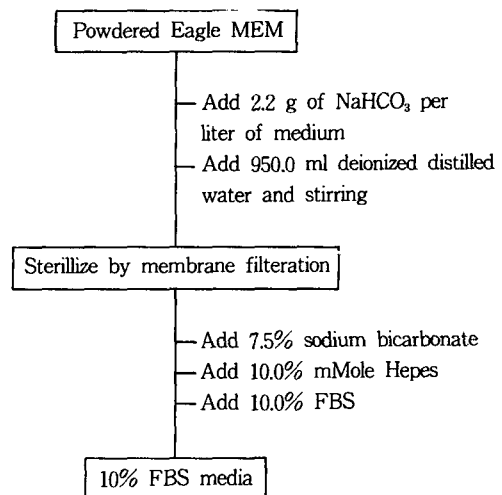 Powdered Eagle MEM
Add 2.2 g of NaHCO₃ per
liter of medium
Add 950.0 ml deionized distilled
water and stirring
Sterillize by membrane filteration
Add 7.5% sodium bicarbonate
Add 10.0% mMole Hepes
Add 10.0% FBS
10% FBS media